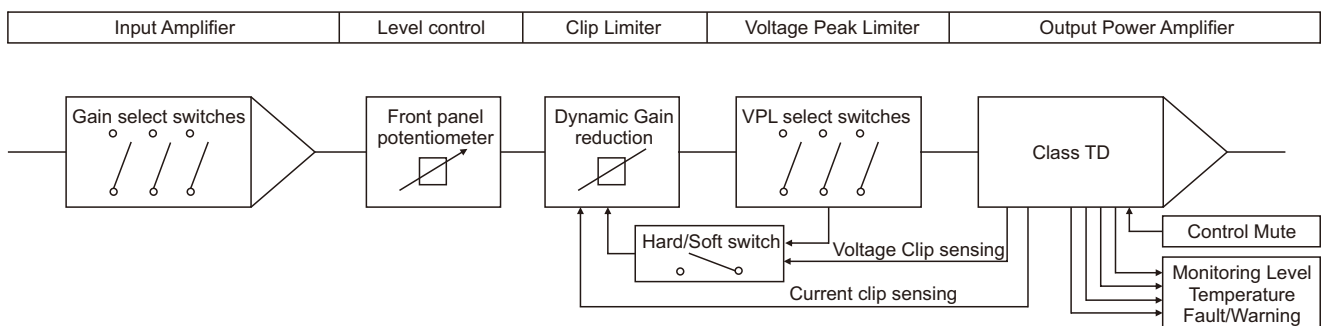 Input Amplifier
Level control
Clip Limiter
Voltage Peak Limiter
Output Power Amplifier
Gain select switches
Front panel
potentiometer
Dynamic Gain
reduction
VPL select switches
Class TD
Hard/Soft switch
Voltage Clip sensing
Current clip sensing
Control Mute
Monitoring Level
Temperature
Fault/Warning